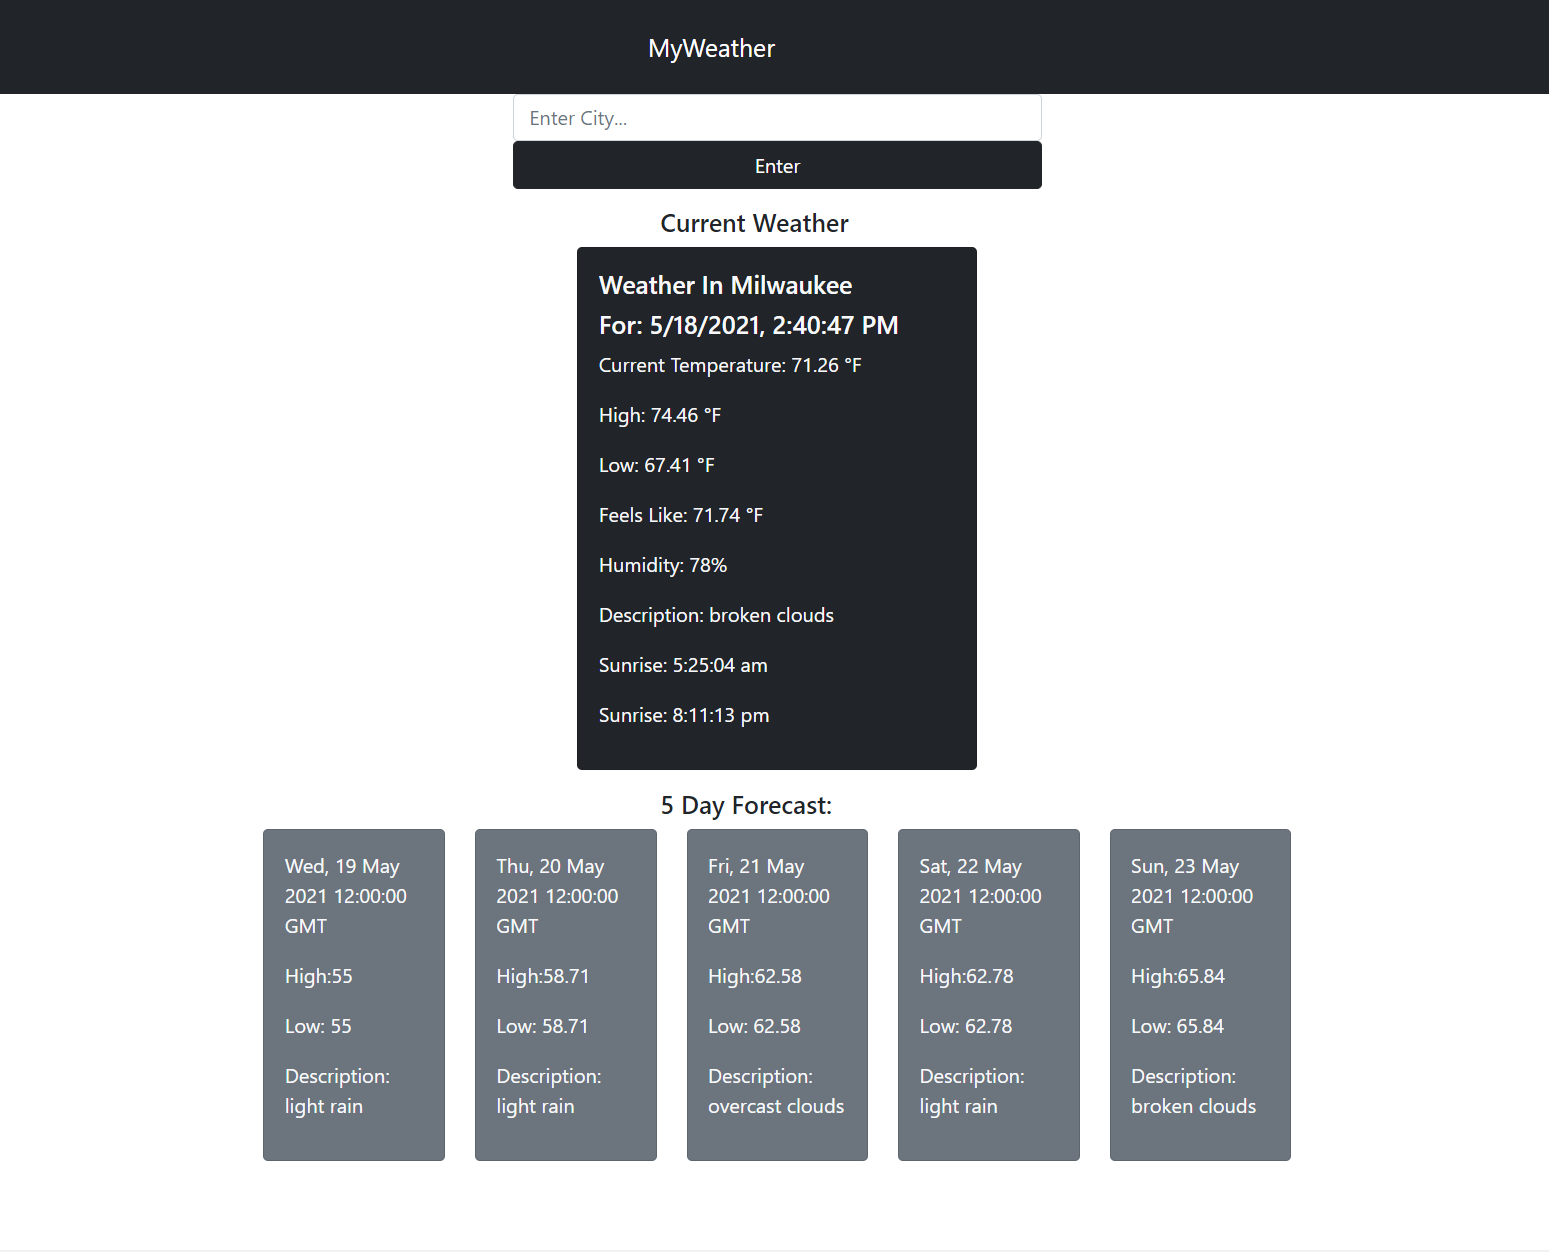 MyWeather
Enter City...
Enter
Current Weather
Weather In Milwaukee
For: 5/18/2021, 2:40:47 PM
Current Temperature: 71.26 °F
High: 74.46 °F
Low: 67.41 °F
Feels Like: 71.74 °F
Humidity: 78%
Description: broken clouds
Sunrise: 5:25:04 am
Sunrise: 8:11:13 pm
5 Day Forecast:
Wed, 19 May
2021 12:00:00
GMT
High:55
Low: 55
Description:
light rain
Thu, 20 May
2021 12:00:00
GMT
High:58.71
Low: 58.71
Description:
light rain
Fri, 21 May
2021 12:00:00
GMT
High:62.58
Low: 62.58
Description:
overcast clouds
Sat, 22 May
2021 12:00:00
GMT
High:62.78
Low: 62.78
Description:
light rain
Sun, 23 May
2021 12:00:00
GMT
High:65.84
Low: 65.84
Description:
broken clouds